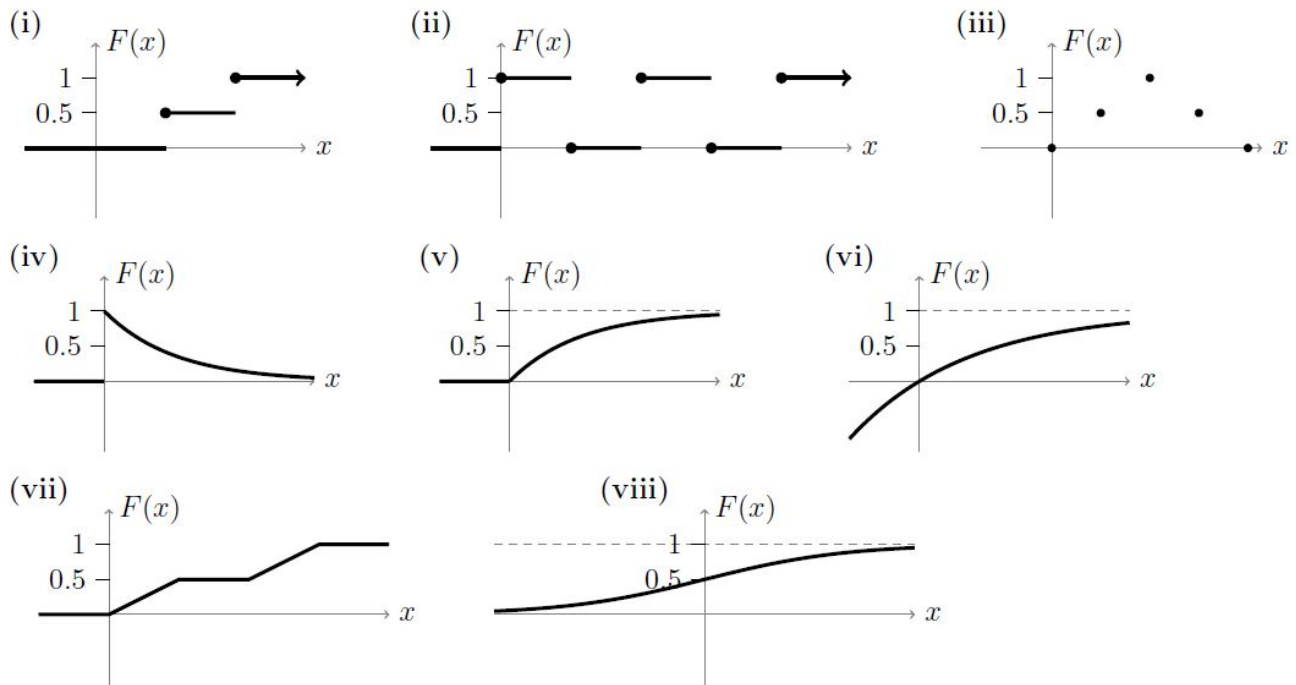 (i) (ii) (iii)
F(x) F(x) F(x)
1 1 1
0.5 0.5 0.5
x x x
(iv) (v) (vi)
F(x) F(x) F(x)
1 1 1
0.5 0.5 0.5
x x x
(vii) (viii)
F(x) F(x)
1 1
0.5 0.5
x x